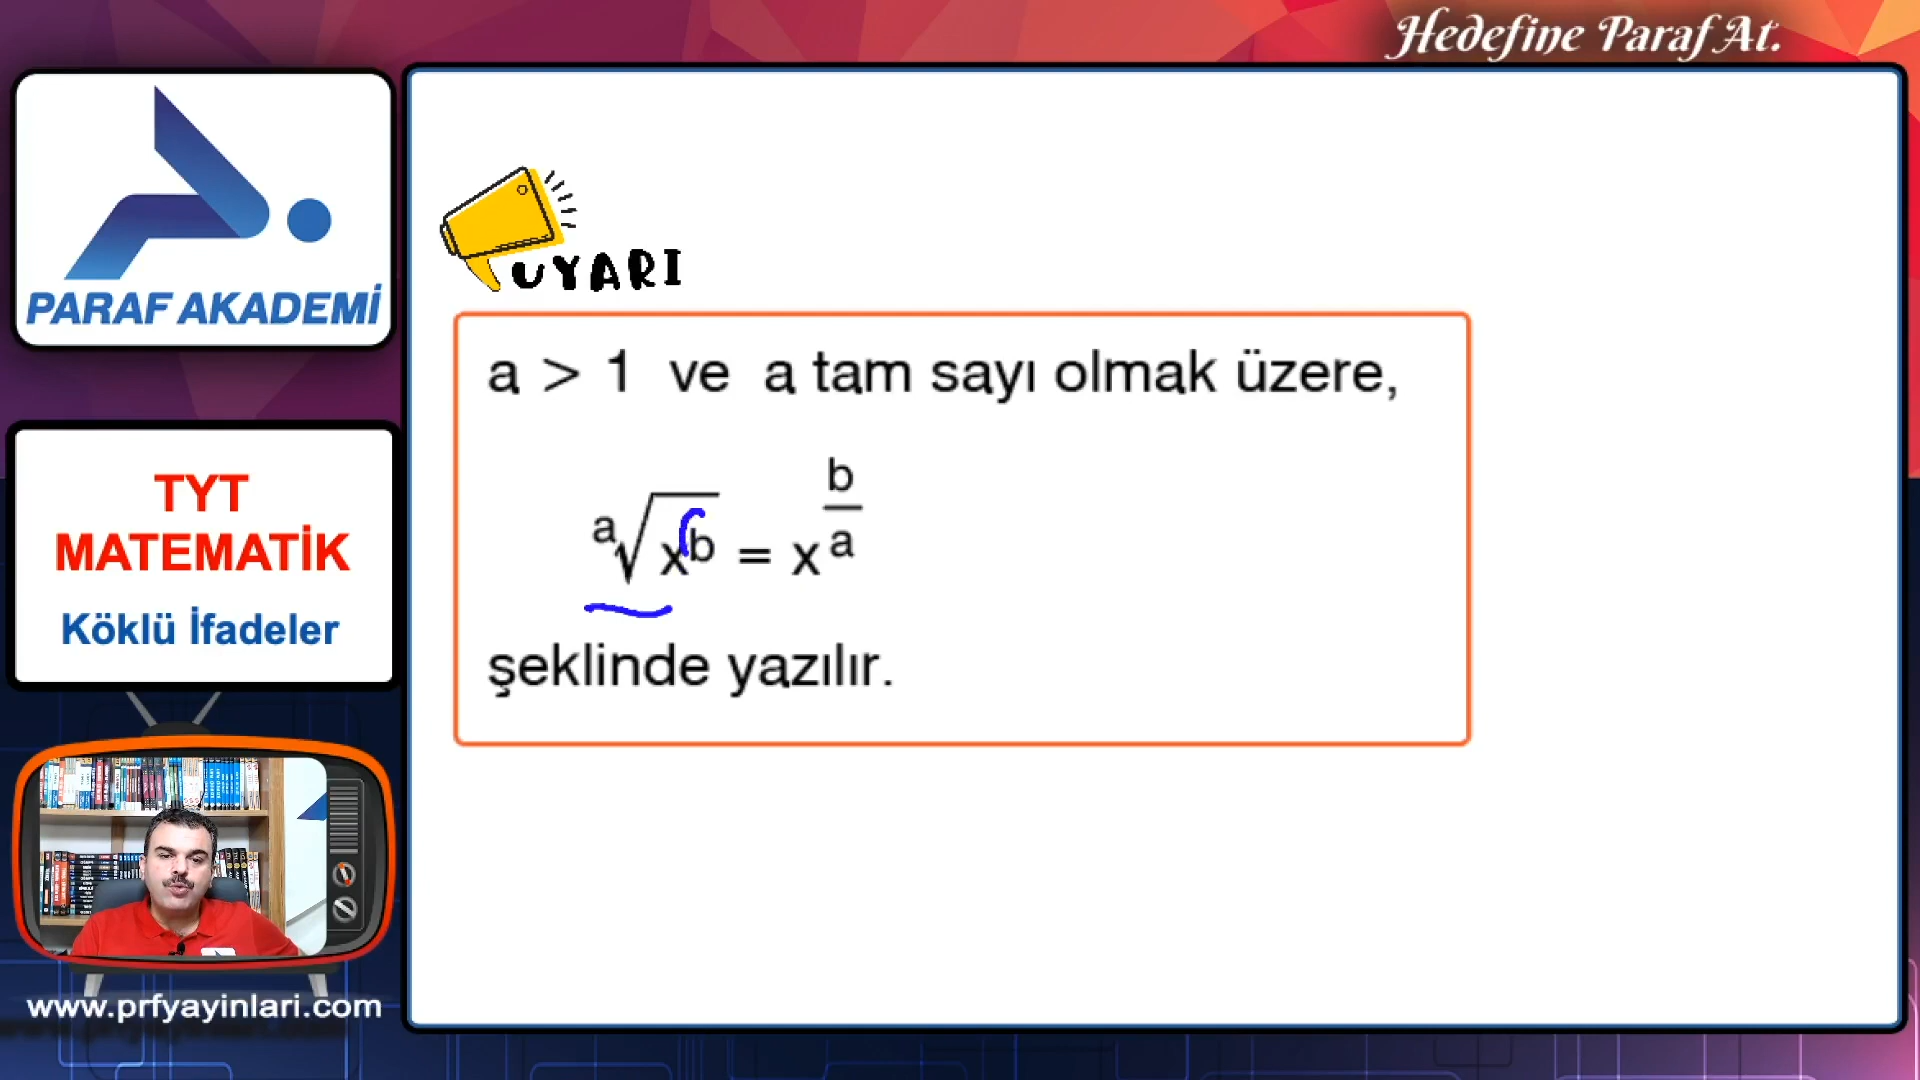 Hedefine Paraf At.
PARAF AKADEMİ
TYT
MATEMATİK
Köklü İfadeler
www.prfyayinlari.com
UYARI
a > 1 ve a tam sayı olmak üzere,
ᵃ√xᵇ = x^(b/a)
şeklinde yazılır.